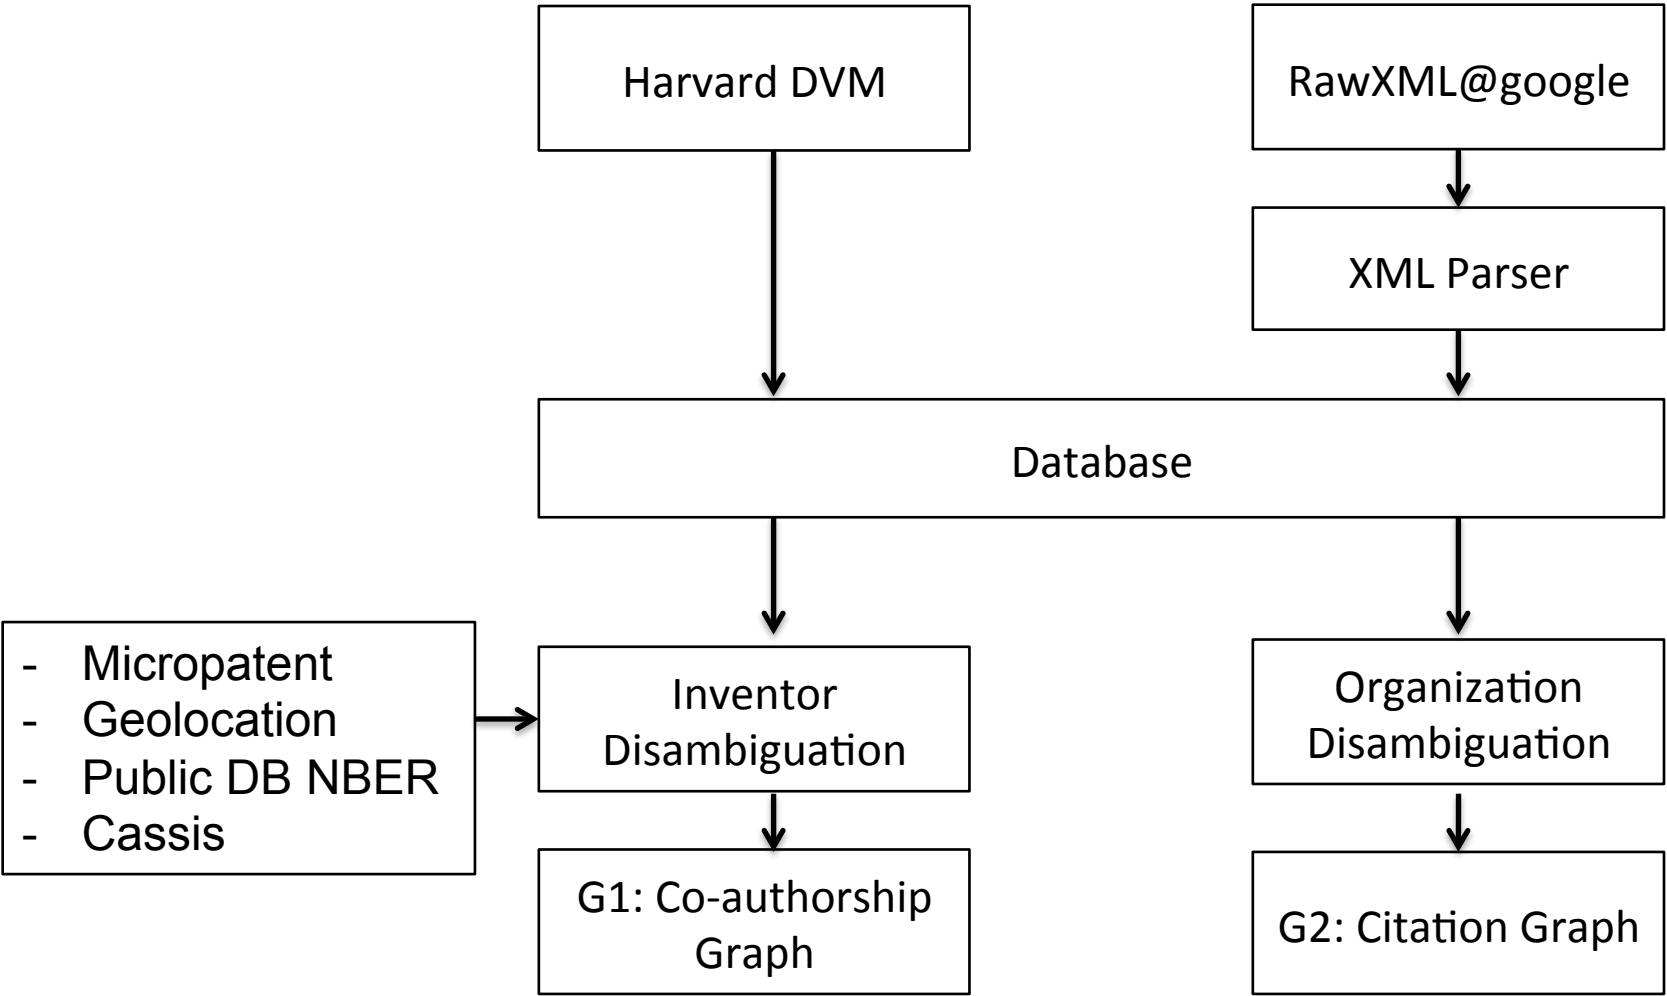 Harvard DVM
RawXML@google
XML Parser
Database
- Micropatent
- Geolocation
- Public DB NBER
- Cassis
Inventor
Disambiguation
Organization
Disambiguation
G1: Co-authorship
Graph
G2: Citation Graph